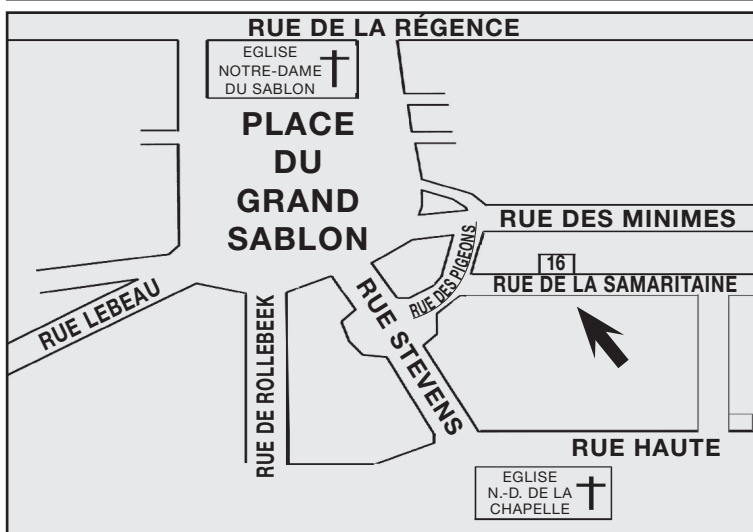 RUE DE LA RÉGENCE
EGLISE
NOTRE-DAME
DU SABLON
PLACE
DU
GRAND
SABLON
RUE DES MINIMES
RUE DES PIGEONS
16
RUE DE LA SAMARITAINE
RUE LEBEAU
RUE DE ROLLEBEEK
RUE STEVENS
RUE HAUTE
EGLISE
N.-D. DE LA
CHAPELLE